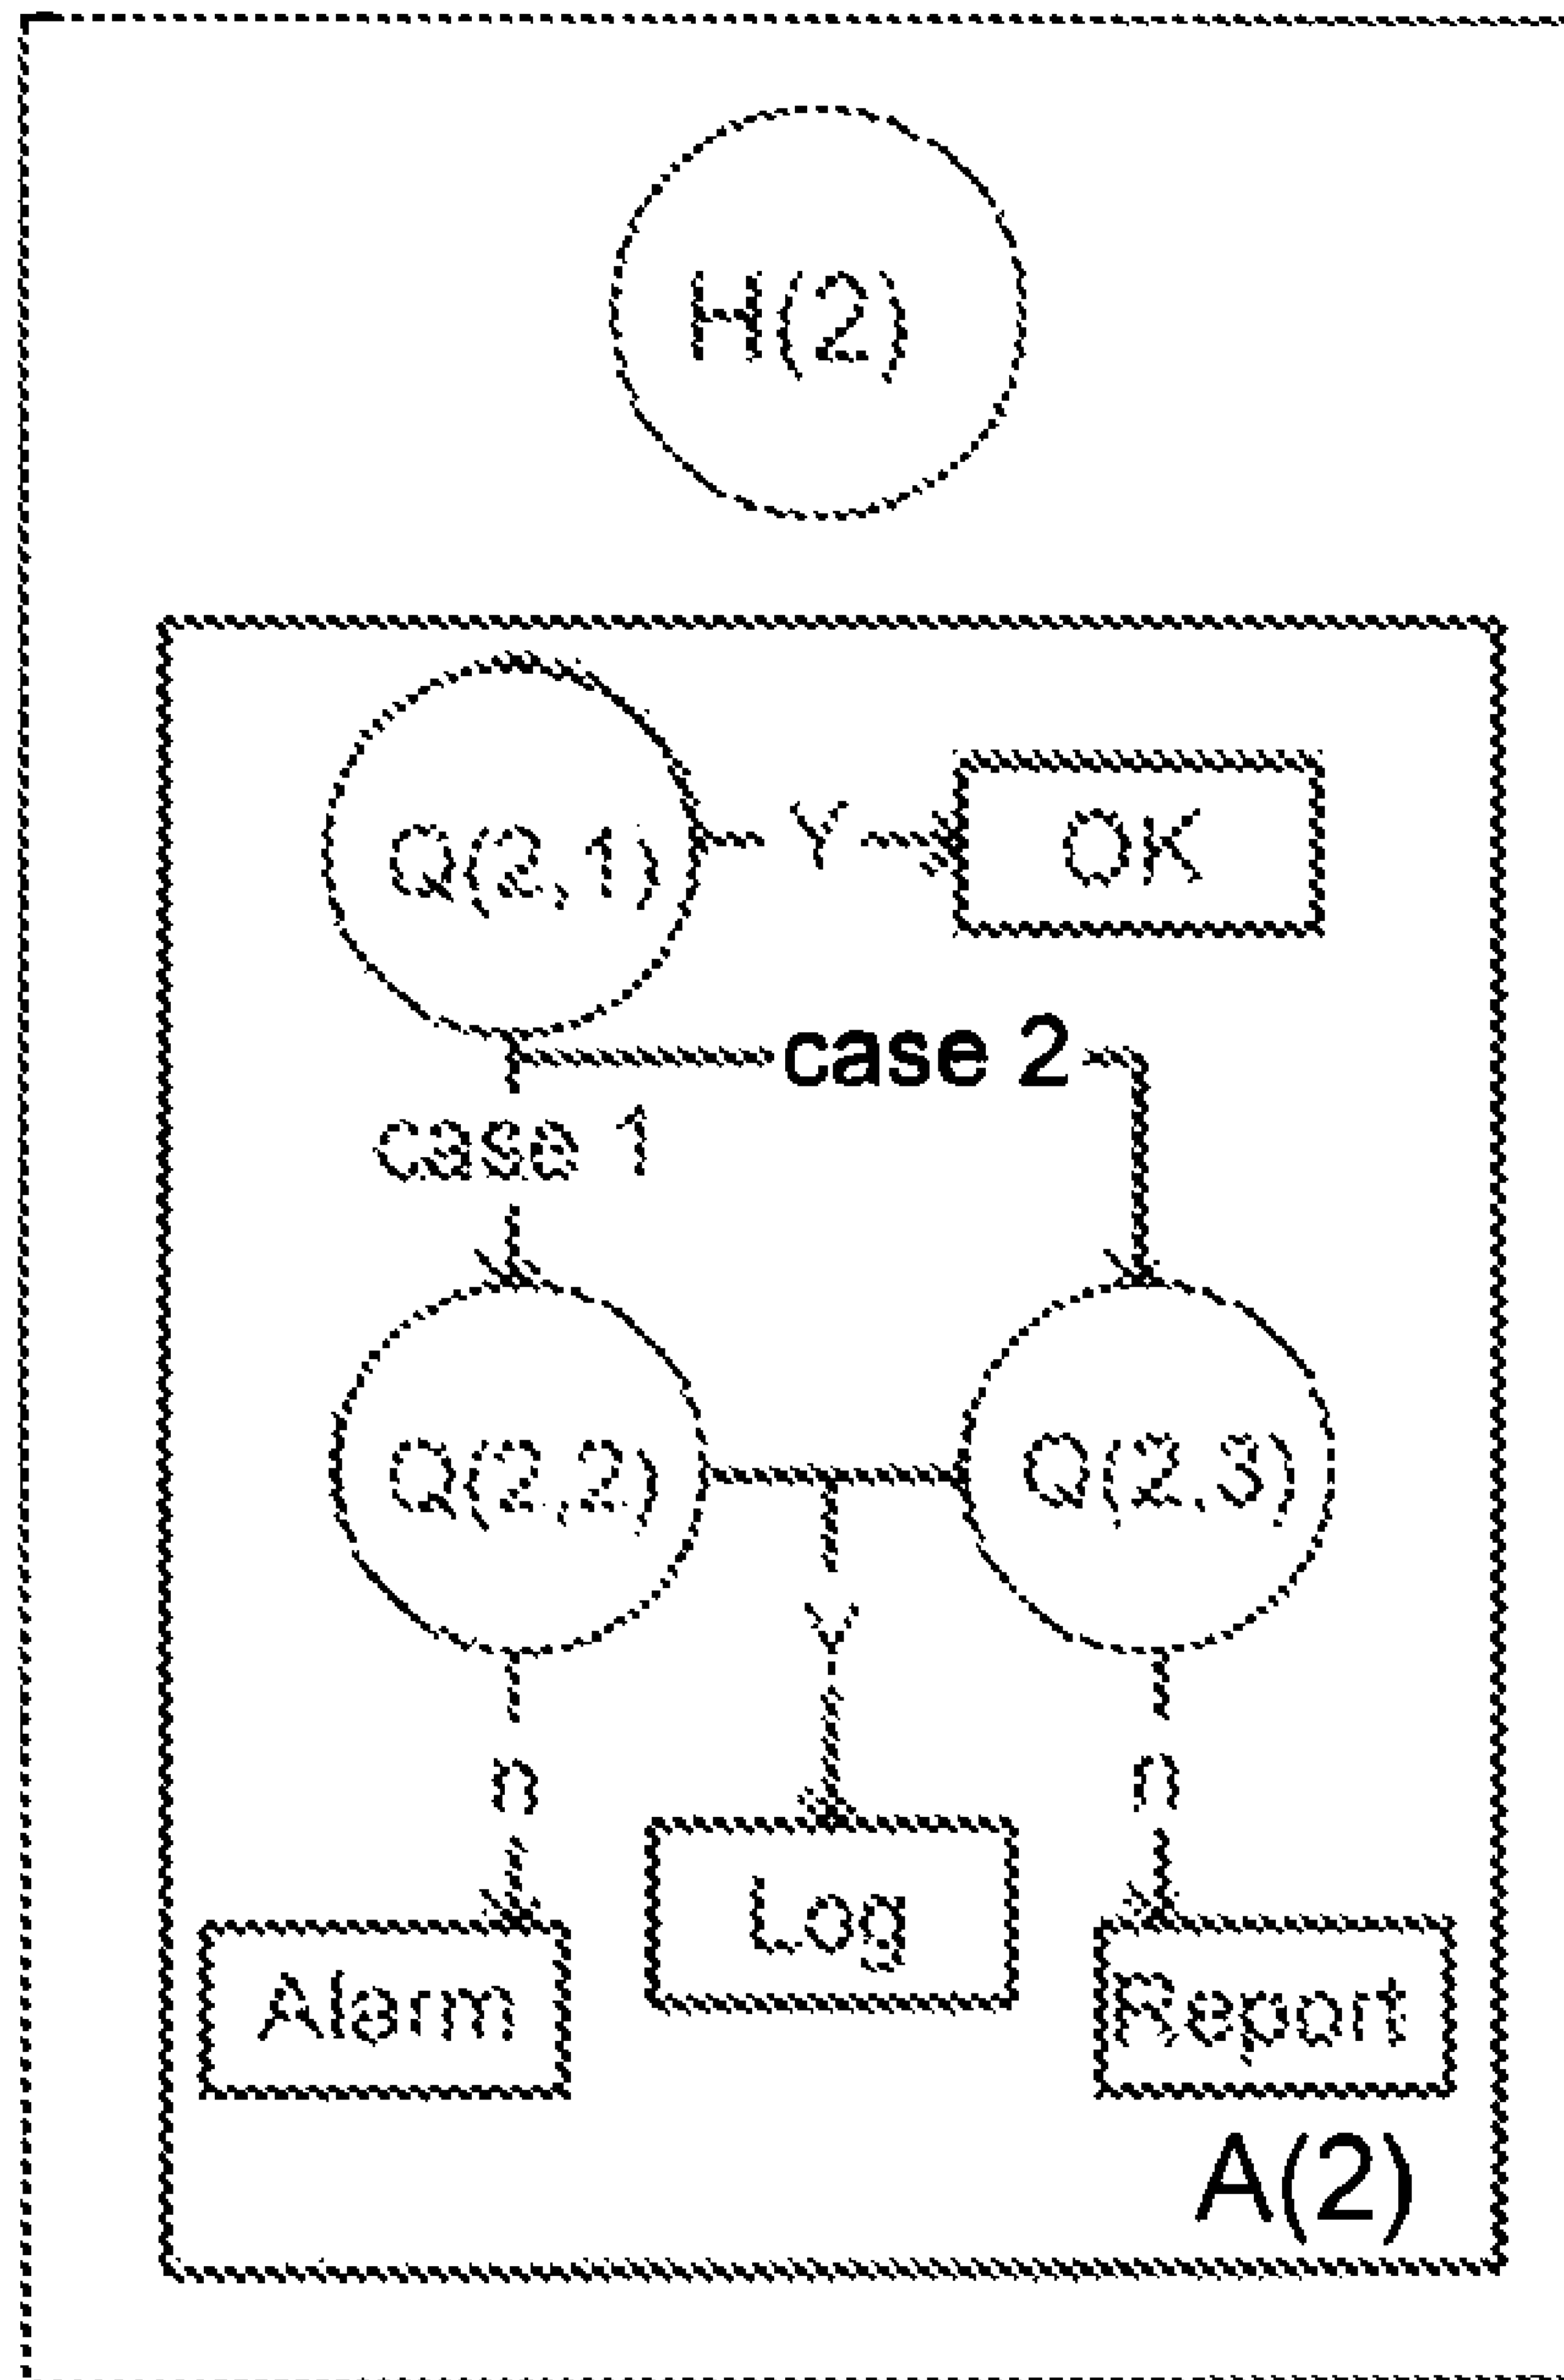 H(2)
Q(2,1)
Y
OK
case 2
case 1
Q(2,2)
Q(2,3)
Y
n
n
Alarm
Log
Report
A(2)